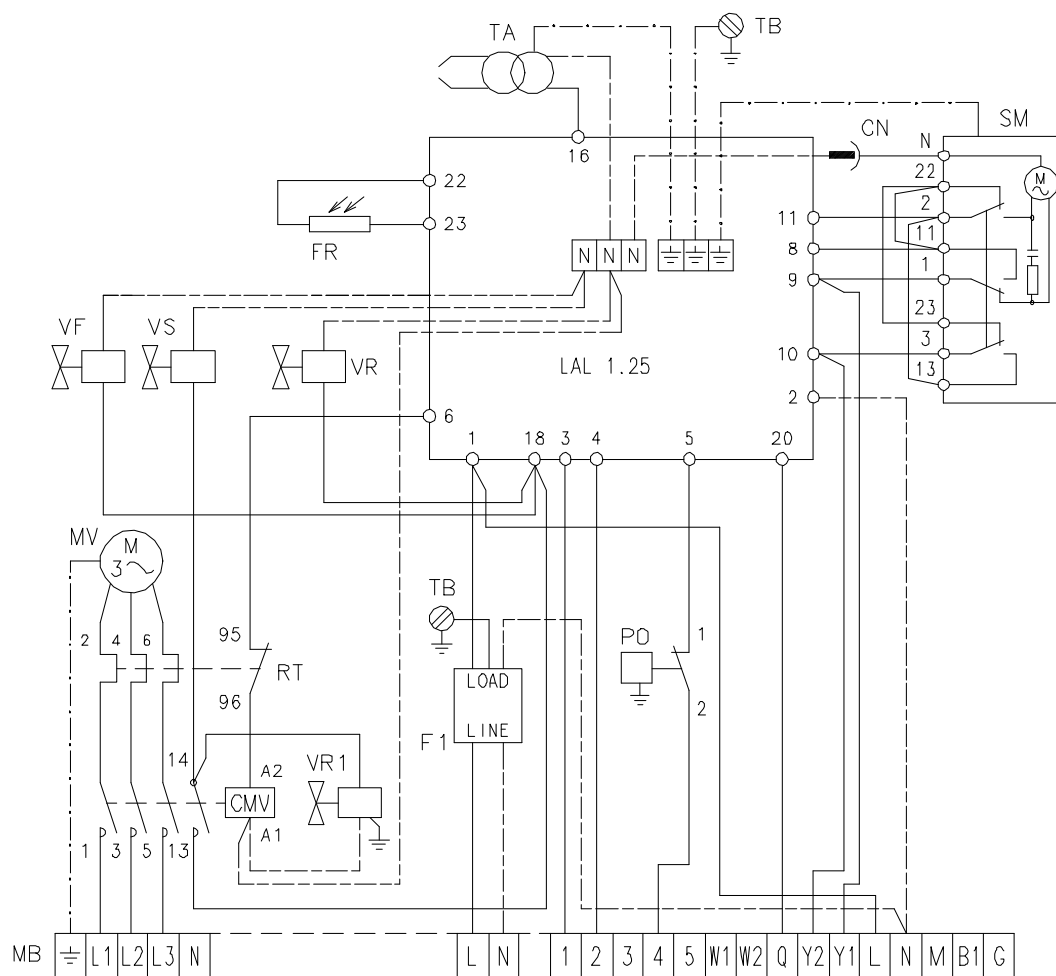 TA
TB
CN
SM
N
16
22
M
22
2
23
11
11
FR
8
N N N
1
9
23
VF
VS
VR
3
10
LAL 1.25
13
2
6
1 18 3 4 5 20
MV
M
3
TB
2 4 6
95
PO
1
RT
LOAD
96
2
LINE
F1
14
A2
VR1
CMV
A1
1 3 5 13
MB L1 L2 L3 N L N 1 2 3 4 5 W1 W2 Q Y2 Y1 L N M B1 G